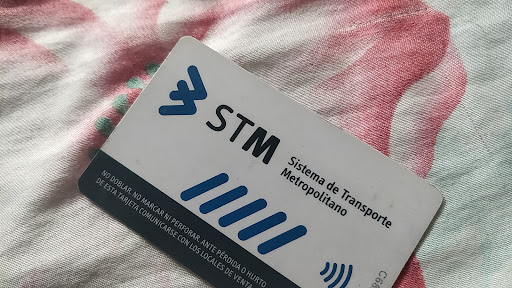 STM
Sistema de Transporte
Metropolitano
NO DOBLAR, NO MARCAR NI PERFORAR. ANTE PÉRDIDA O HURTO
DE ESTA TARJETA COMUNICARSE CON LOS LOCALES DE VENTA